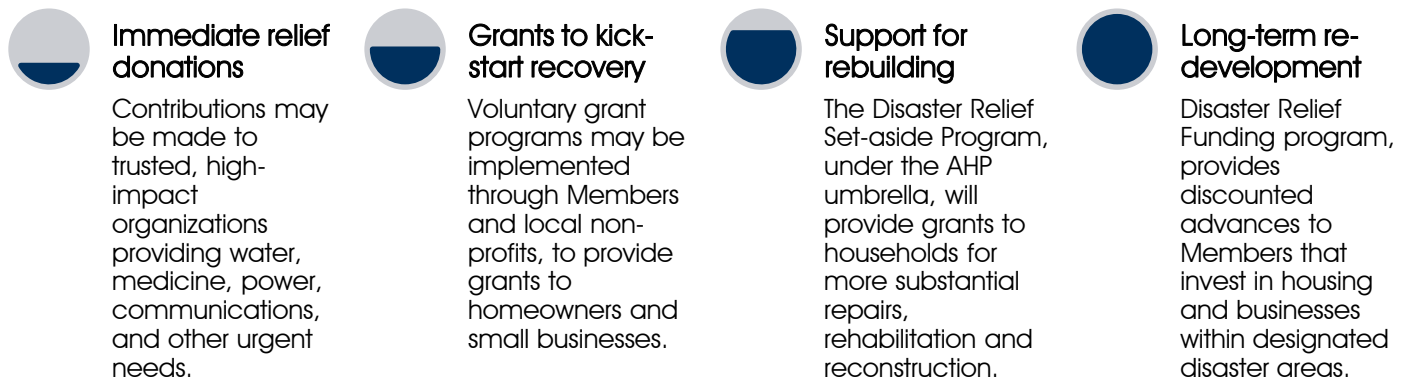 Immediate relief
donations
Contributions may
be made to
trusted, high-
impact
organizations
providing water,
medicine, power,
communications,
and other urgent
needs.
Grants to kick-
start recovery
Voluntary grant
programs may be
implemented
through Members
and local non-
profits, to provide
grants to
homeowners and
small businesses.
Support for
rebuilding
The Disaster Relief
Set-aside Program,
under the AHP
umbrella, will
provide grants to
households for
more substantial
repairs,
rehabilitation and
reconstruction.
Long-term re-
development
Disaster Relief
Funding program,
provides
discounted
advances to
Members that
invest in housing
and businesses
within designated
disaster areas.